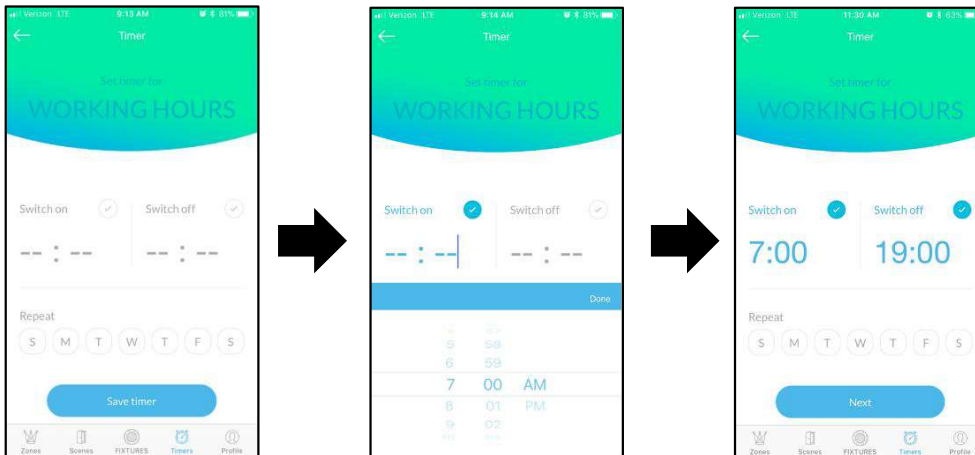 Verizon LTE 9:13 AM 81%
Timer
Set timer for
WORKING HOURS
Switch on Switch off
-- : -- -- : --
Repeat
S M T W T F S
Save timer
Zones Scenes FIXTURES Timers Profile
Verizon LTE 9:14 AM 81%
Timer
Set timer for
WORKING HOURS
Switch on Switch off
-- : -- -- : --
Done
5 58
6 59
7 00 AM
8 01 PM
9 02
Verizon LTE 11:30 AM 63%
Timer
Set timer for
WORKING HOURS
Switch on Switch off
7:00 19:00
Repeat
S M T W T F S
Next
Zones Scenes FIXTURES Timers Profile